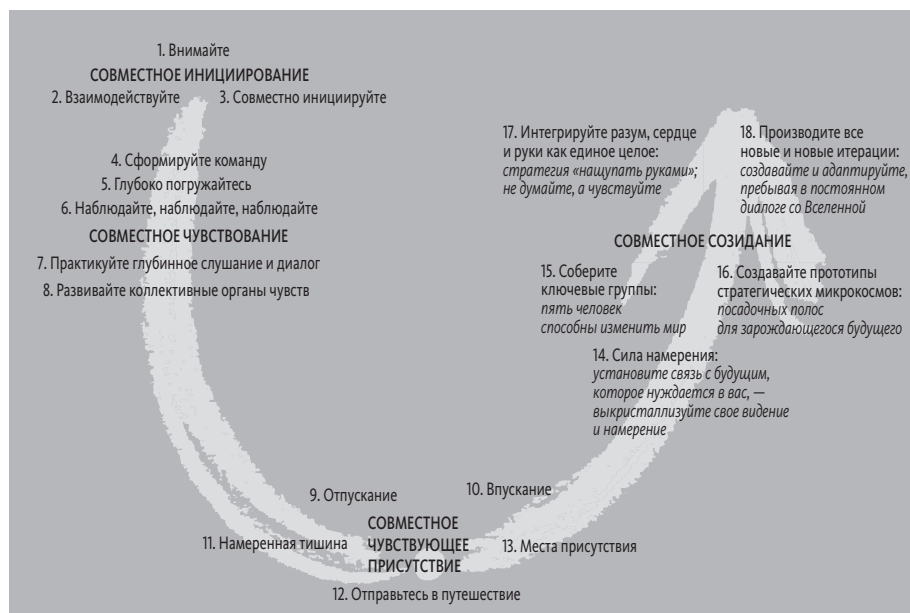 1. Внимайте
СОВМЕСТНОЕ ИНИЦИИРОВАНИЕ
2. Взаимодействуйте
3. Совместно инициируйте
4. Сформируйте команду
5. Глубоко погружайтесь
6. Наблюдайте, наблюдайте, наблюдайте
СОВМЕСТНОЕ ЧУВСТВОВАНИЕ
7. Практикуйте глубинное слушание и диалог
8. Развивайте коллективные органы чувств
9. Отпускание
10. Впускание
СОВМЕСТНОЕ
ЧУВСТВУЮЩЕЕ
ПРИСУТСТВИЕ
11. Намеренная тишина
13. Места присутствия
12. Отправьтесь в путешествие
17. Интегрируйте разум, сердце
и руки как единое целое:
стратегия «нащупать руками»;
не думайте, а чувствуйте
18. Производите все
новые и новые итерации:
создавайте и адаптируйте,
пребывая в постоянном
диалоге со Вселенной
СОВМЕСТНОЕ СОЗИДАНИЕ
15. Соберите
ключевые группы:
пять человек
способны изменить мир
16. Создавайте прототипы
стратегических микрокосмов:
посадочных полос
для зарождающегося будущего
14. Сила намерения:
установите связь с будущим,
которое нуждается в вас, —
выкристаллизуйте свое видение
и намерение